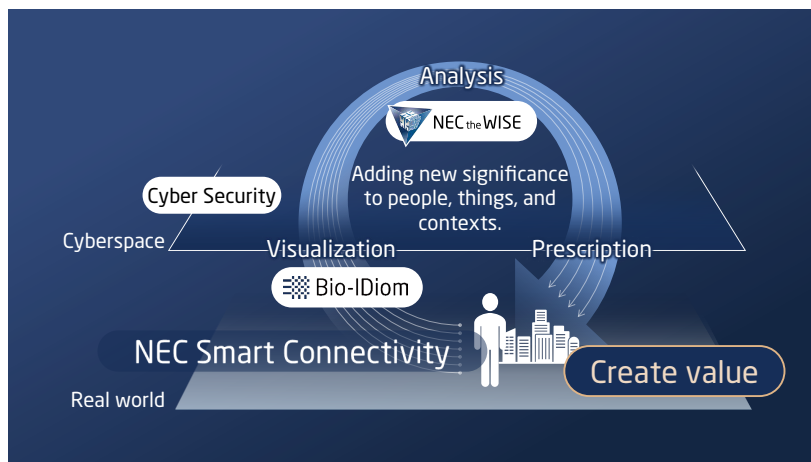 Analysis
NEC the WISE
Adding new significance
to people, things, and
contexts.
Cyber Security
Cyberspace
Visualization
Prescription
Bio-IDiom
NEC Smart Connectivity
Create value
Real world